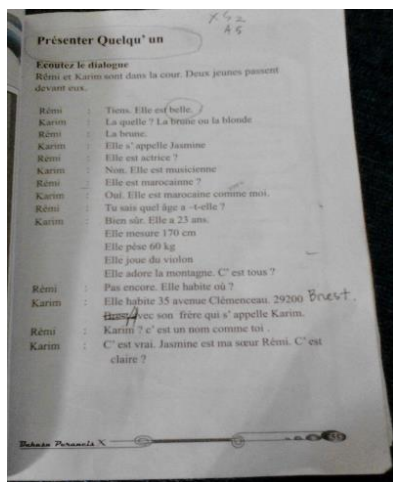 X S 2
A 5
Présenter Quelqu' un
Ecoutez le dialogue
Rémi et Karim sont dans la cour. Deux jeunes passent
devant eux.
Rémi : Tiens. Elle est belle.
Karim : La quelle ? La brune ou la blonde
Rémi : La brune.
Karim : Elle s' appelle Jasmine
Rémi : Elle est actrice ?
Karim : Non. Elle est musicienne
Rémi : Elle est marocainne ?
Karim : Oui. Elle est marocaine comme moi.
Rémi : Tu sais quel âge a –t-elle ?
Karim : Bien sûr. Elle a 23 ans.
Elle mesure 170 cm
Elle pèse 60 kg
Elle joue du violon
Elle adore la montagne. C' est tous ?
Rémi : Pas encore. Elle habite où ?
Karim : Elle habite 35 avenue Clémenceau. 29200 Brest.
Avec son frère qui s' appelle Karim.
Rémi : Karim ? c' est un nom comme toi .
Karim : C' est vrai. Jasmine est ma sœur Rémi. C' est
claire ?
Bahasa Perancis X